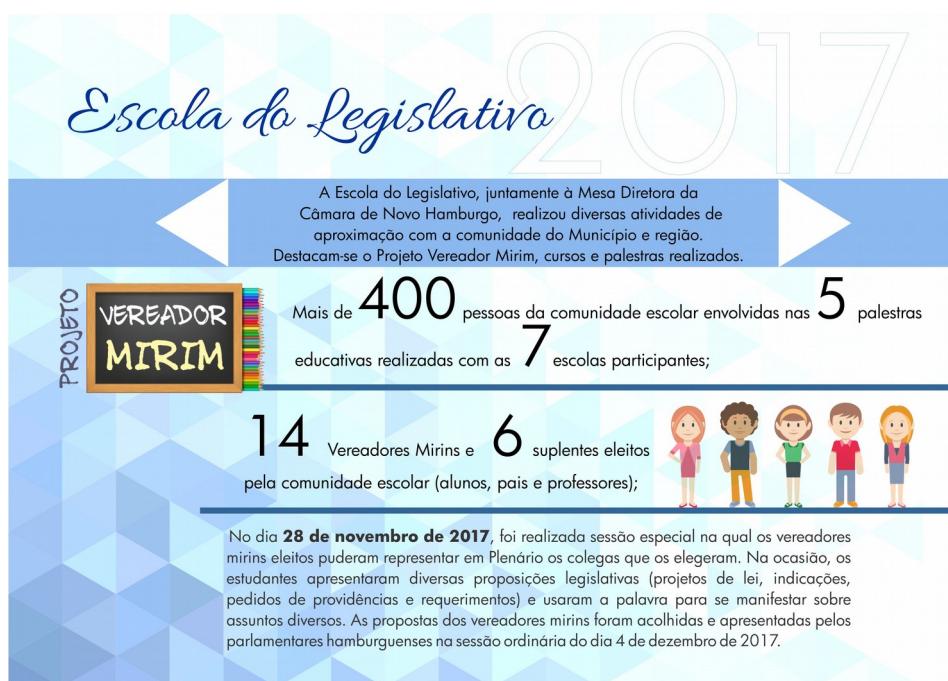 2017
Escola do Legislativo
A Escola do Legislativo, juntamente à Mesa Diretora da
Câmara de Novo Hamburgo, realizou diversas atividades de
aproximação com a comunidade do Município e região.
Destacam-se o Projeto Vereador Mirim, cursos e palestras realizados.
PROJETO
VEREADOR
MIRIM
Mais de 400 pessoas da comunidade escolar envolvidas nas 5 palestras
educativas realizadas com as 7 escolas participantes;
14 Vereadores Mirins e 6 suplentes eleitos
pela comunidade escolar (alunos, pais e professores);
No dia 28 de novembro de 2017, foi realizada sessão especial na qual os vereadores
mirins eleitos puderam representar em Plenário os colegas que os elegeram. Na ocasião, os
estudantes apresentaram diversas proposições legislativas (projetos de lei, indicações,
pedidos de providências e requerimentos) e usaram a palavra para se manifestar sobre
assuntos diversos. As propostas dos vereadores mirins foram acolhidas e apresentadas pelos
parlamentares hamburguenses na sessão ordinária do dia 4 de dezembro de 2017.